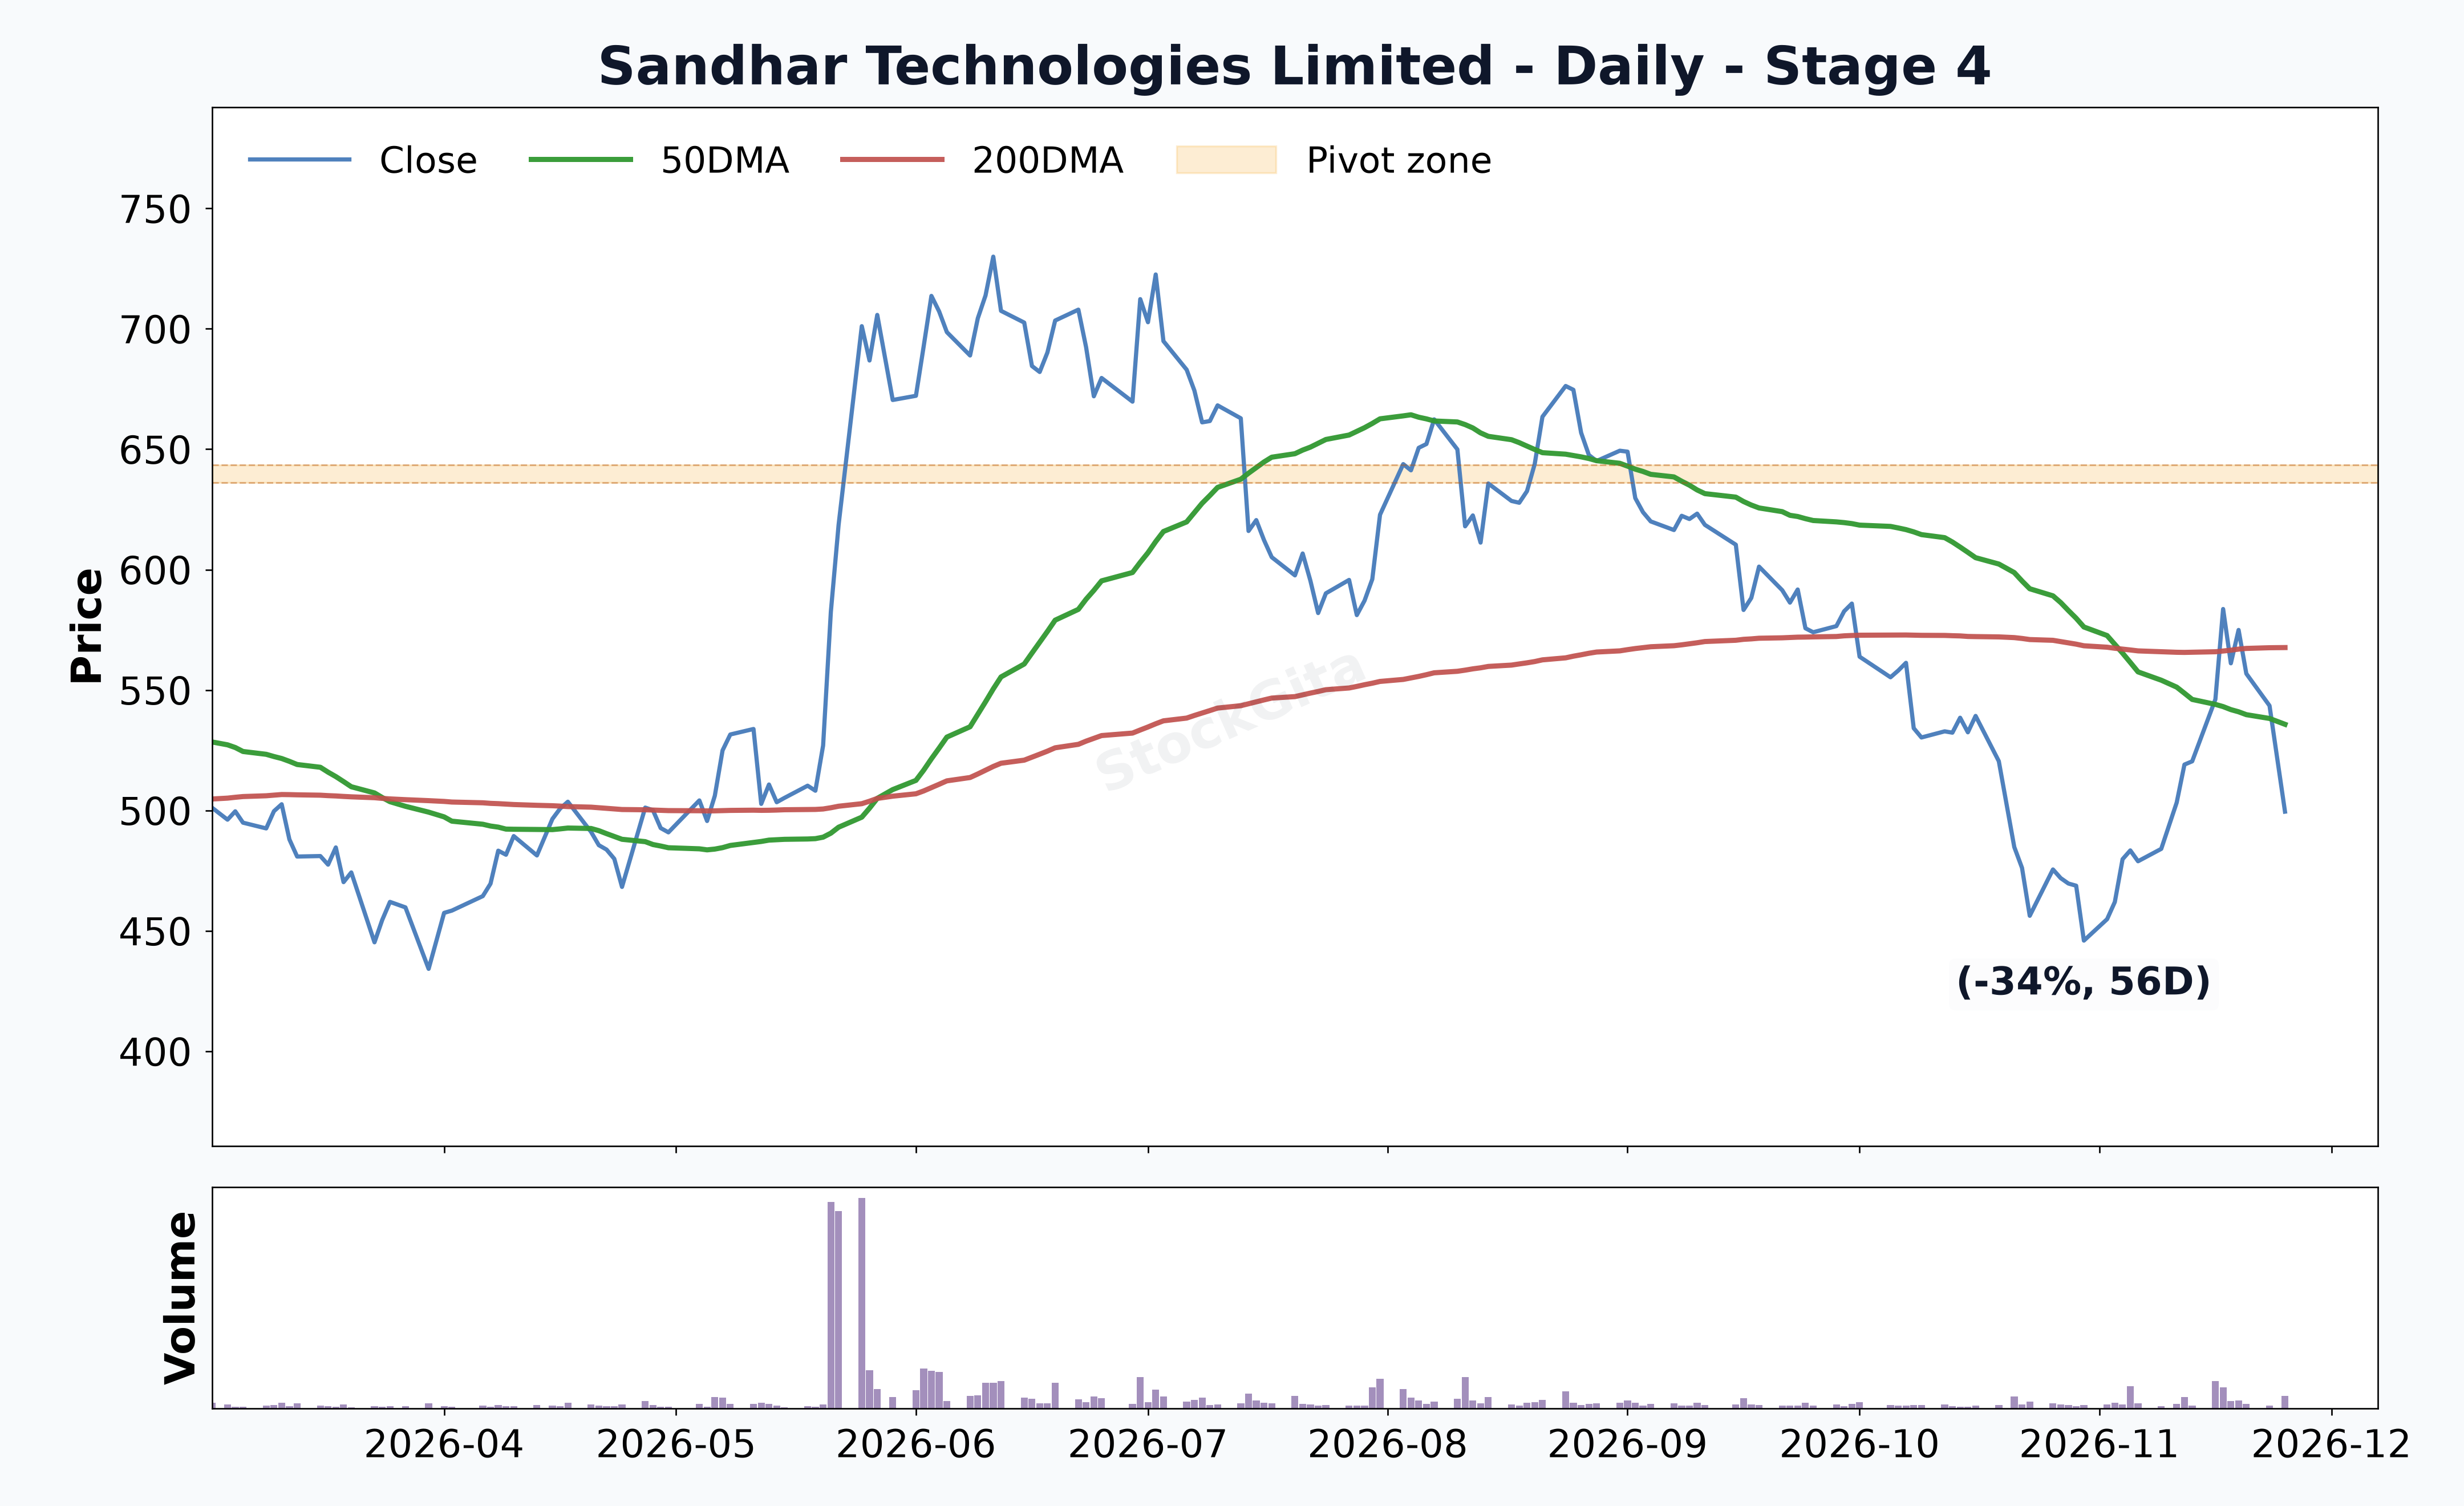 Sandhar Technologies Limited - Daily - Stage 4
Close 50DMA 200DMA Pivot zone
750
700
650
600
550
500
450
400
Price
StockGita
(-34%, 56D)
Volume
2026-04 2026-05 2026-06 2026-07 2026-08 2026-09 2026-10 2026-11 2026-12